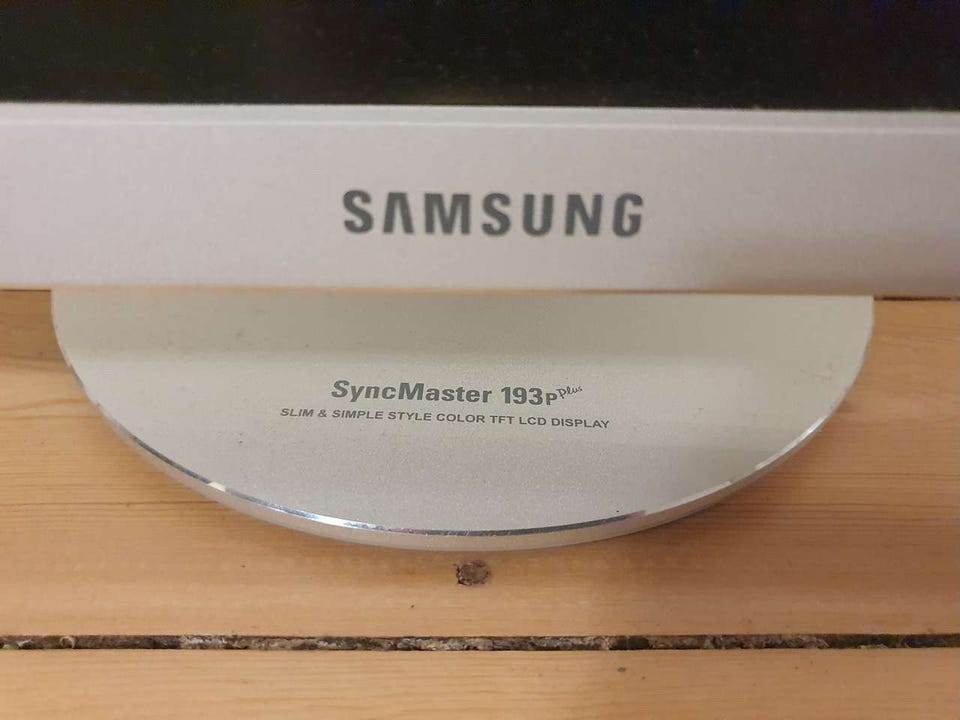 SAMSUNG
SyncMaster 193P Plus
SLIM & SIMPLE STYLE COLOR TFT LCD DISPLAY